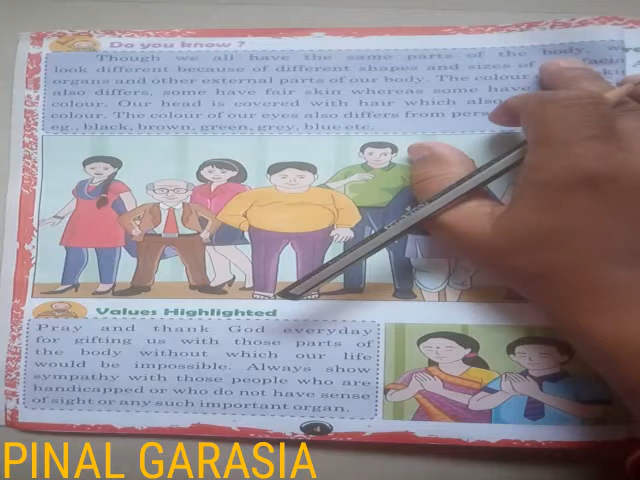 Do you know ?
Though we all have the same parts of the body, we
look different because of different shapes and sizes of
organs and other external parts of our body. The colour
also differs, some have fair skin whereas some have
colour. Our head is covered with hair which also
colour. The colour of our eyes also differs from
eg., black, brown, green, grey, blue etc.
Values Highlighted
Pray and thank God everyday
for gifting us with those parts of
the body without which our life
would be impossible. Always show
sympathy with those people who are
handicapped or who do not have sense
of sight or any such important organ.
4
PINAL GARASIA